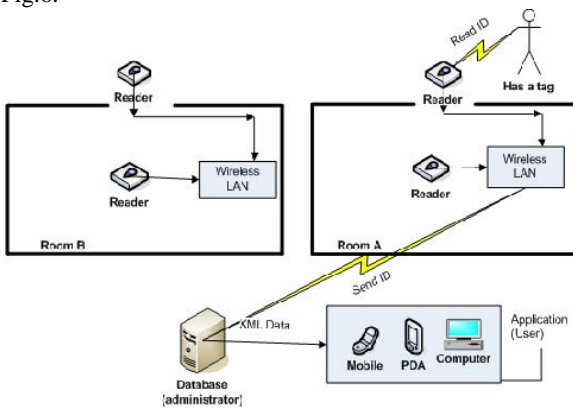 Fig.6.
Read ID
Has a tag
Reader
Reader
Wireless
LAN
Reader
Room B
Wireless
LAN
Reader
Room A
Send ID
XML Data
Application
(User)
Mobile
PDA
Computer
Database
(administrator)